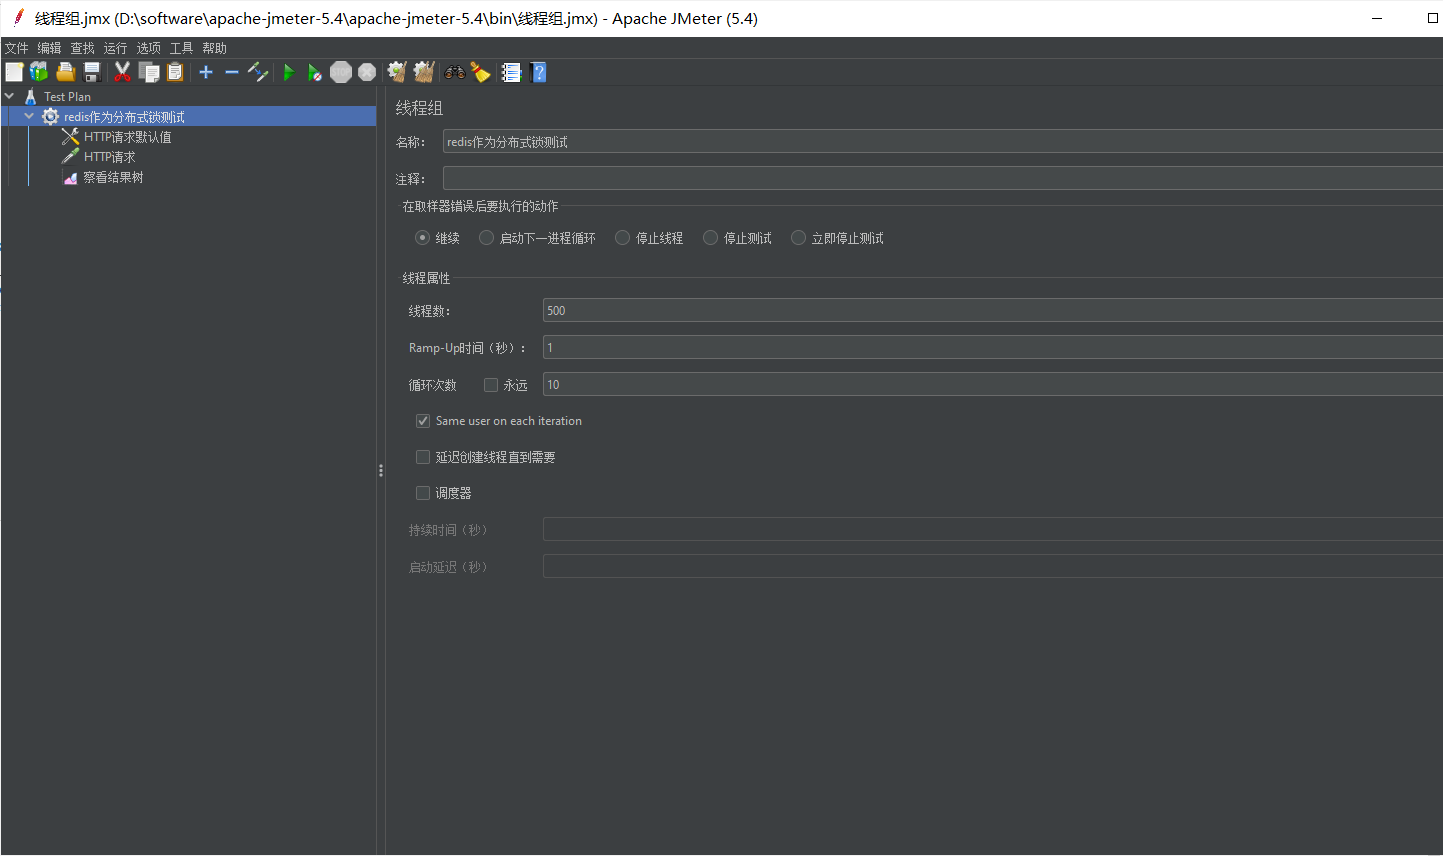 线程组.jmx (D:\software\apache-jmeter-5.4\apache-jmeter-5.4\bin\线程组.jmx) - Apache JMeter (5.4)
文件 编辑 查找 运行 选项 工具 帮助
STOP
Test Plan
redis作为分布式锁测试
HTTP请求默认值
HTTP请求
察看结果树
线程组
名称： redis作为分布式锁测试
注释：
在取样器错误后要执行的动作
继续 启动下一进程循环 停止线程 停止测试 立即停止测试
线程属性
线程数： 500
Ramp-Up时间（秒）： 1
循环次数 永远 10
Same user on each iteration
延迟创建线程直到需要
调度器
持续时间（秒）
启动延迟（秒）